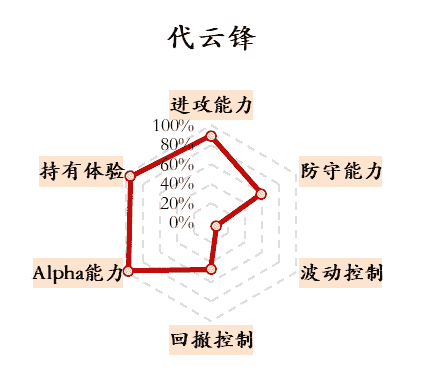 代云锋
进攻能力
100%
80%
持有体验
防守能力
60%
40%
20%
0%
Alpha能力
波动控制
回撤控制